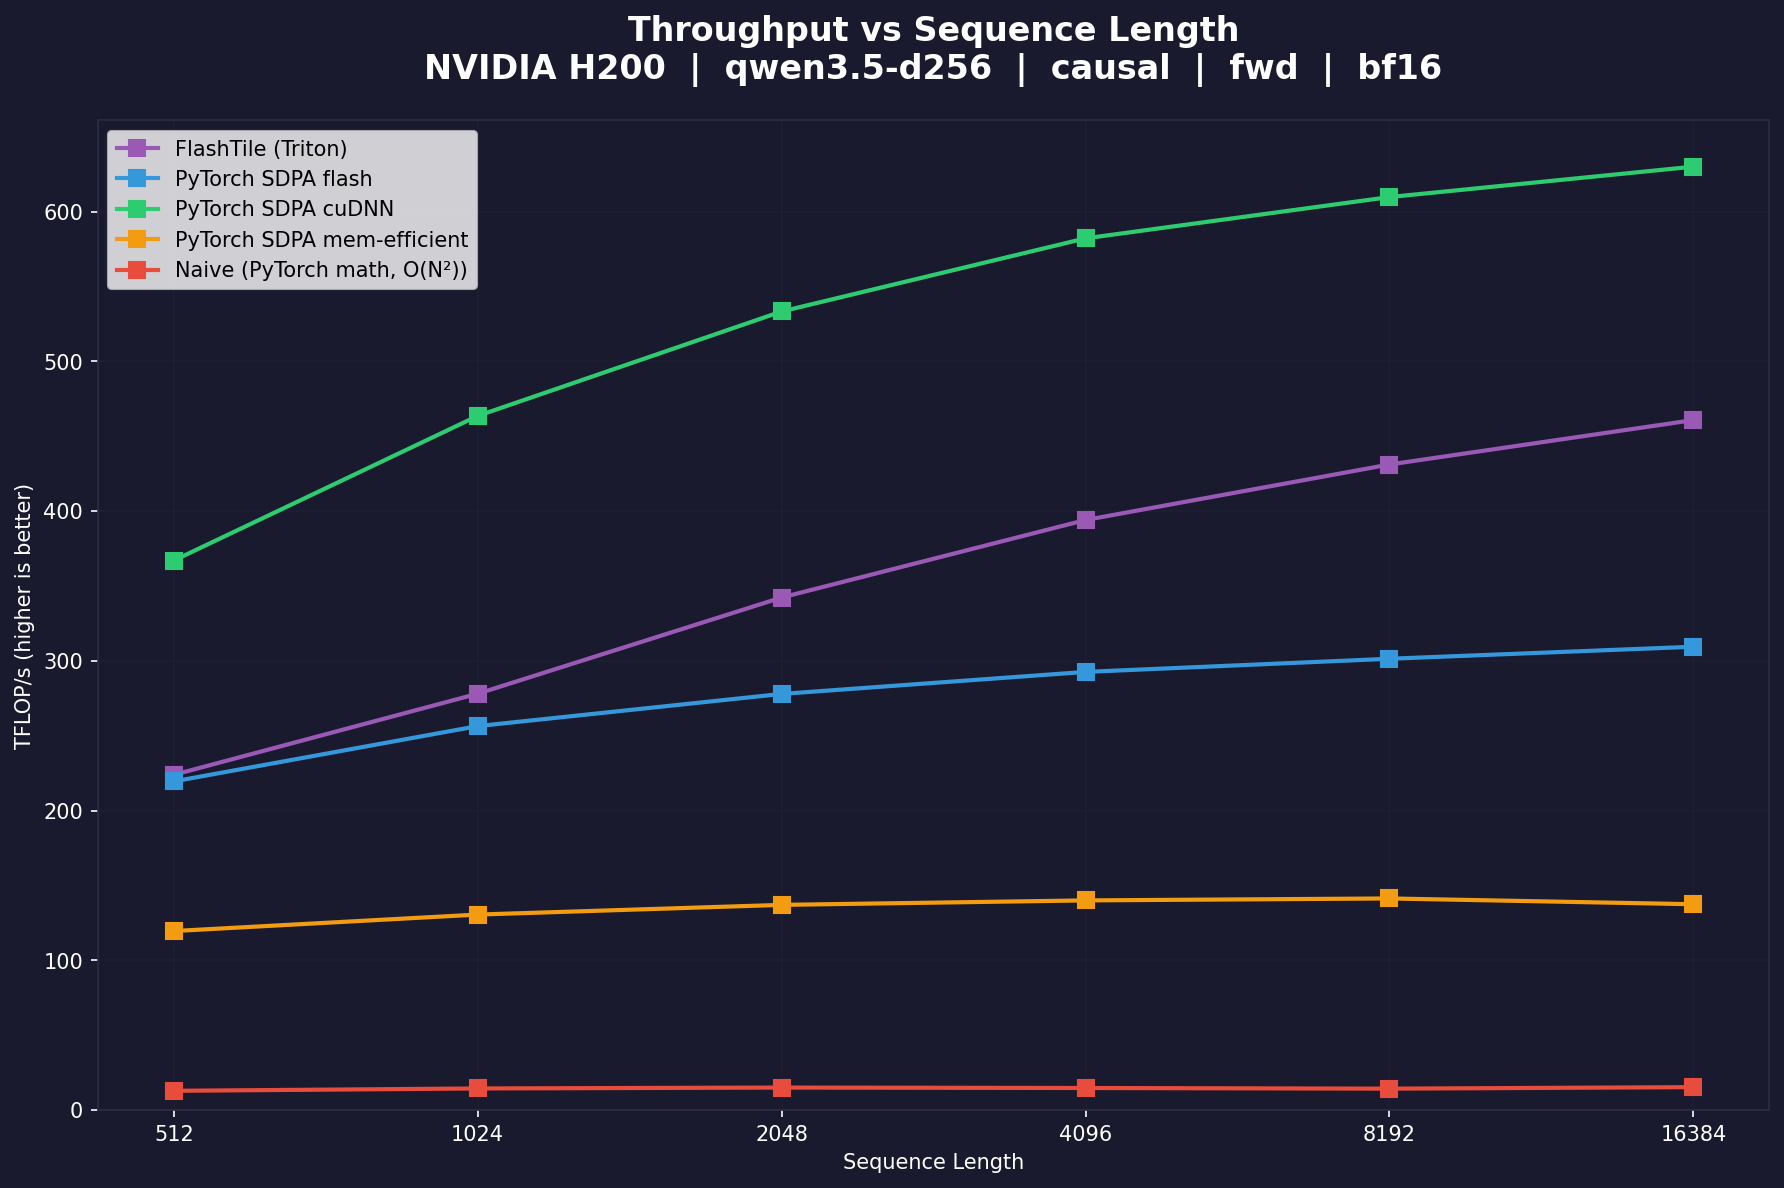 Throughput vs Sequence Length
NVIDIA H200 | qwen3.5-d256 | causal | fwd | bf16
FlashTile (Triton)
PyTorch SDPA flash
PyTorch SDPA cuDNN
PyTorch SDPA mem-efficient
Naive (PyTorch math, O(N²))
TFLOP/s (higher is better)
600
500
400
300
200
100
0
512 1024 2048 4096 8192 16384
Sequence Length